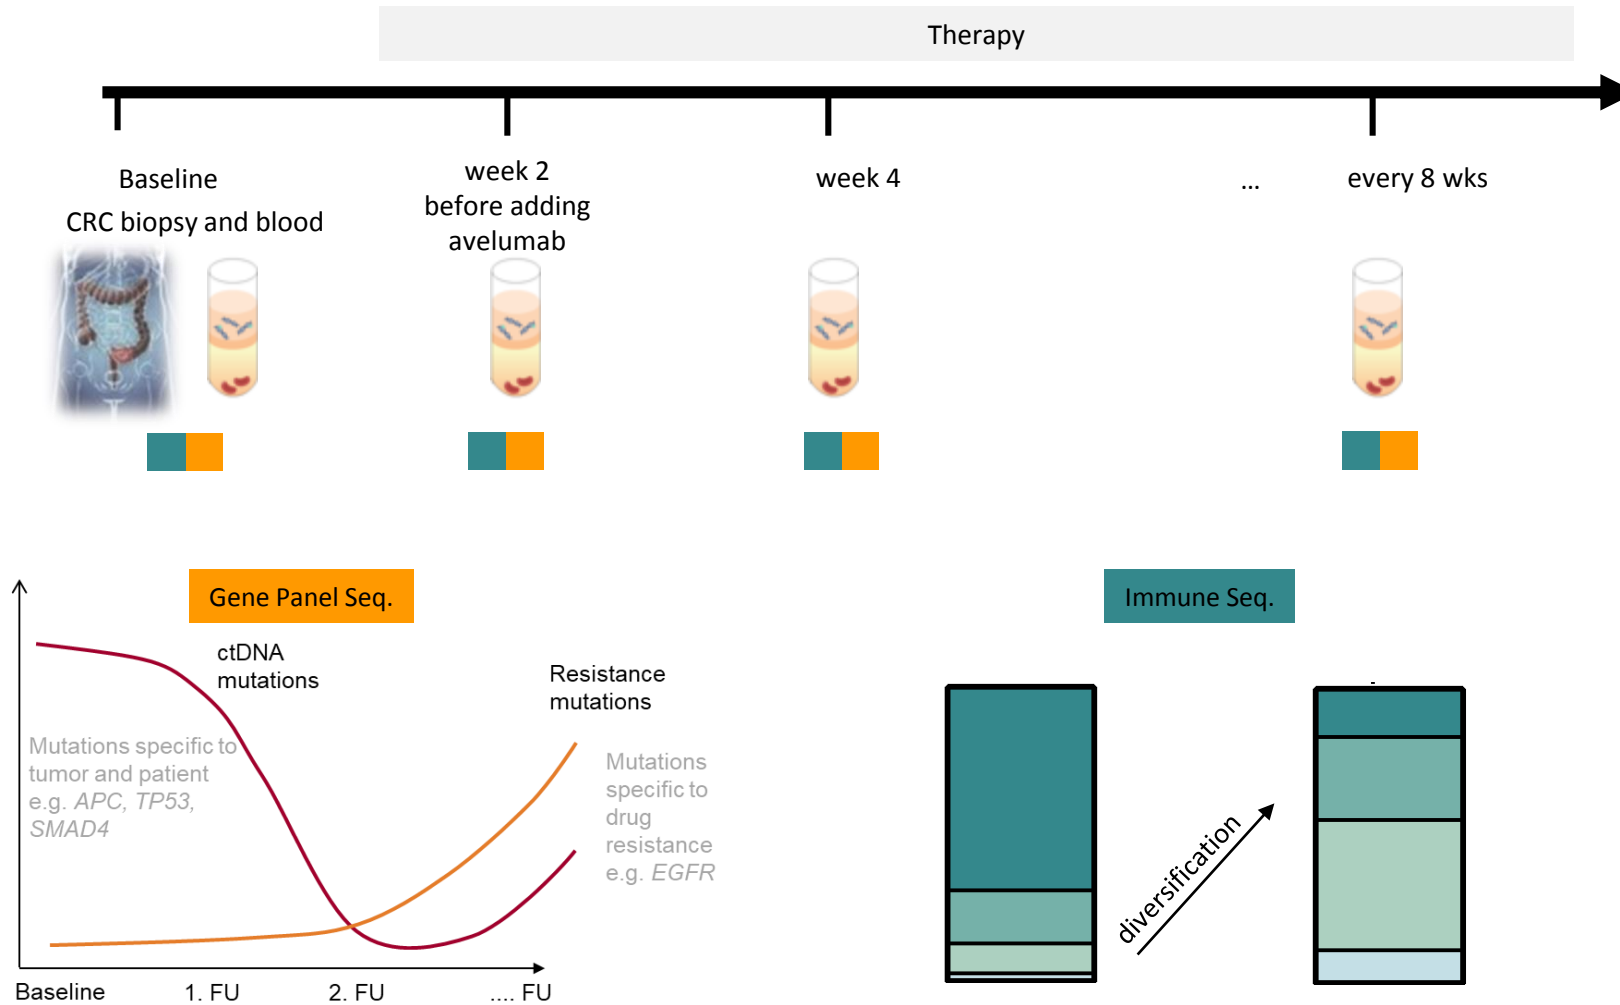 Therapy
Baseline
CRC biopsy and blood
week 2
before adding
avelumab
week 4
...
every 8 wks
Gene Panel Seq.
Immune Seq.
ctDNA
mutations
Resistance
mutations
Mutations specific to
tumor and patient
e.g. APC, TP53,
SMAD4
Mutations
specific to
drug
resistance
e.g. EGFR
diversification
Baseline
1. FU
2. FU
.... FU